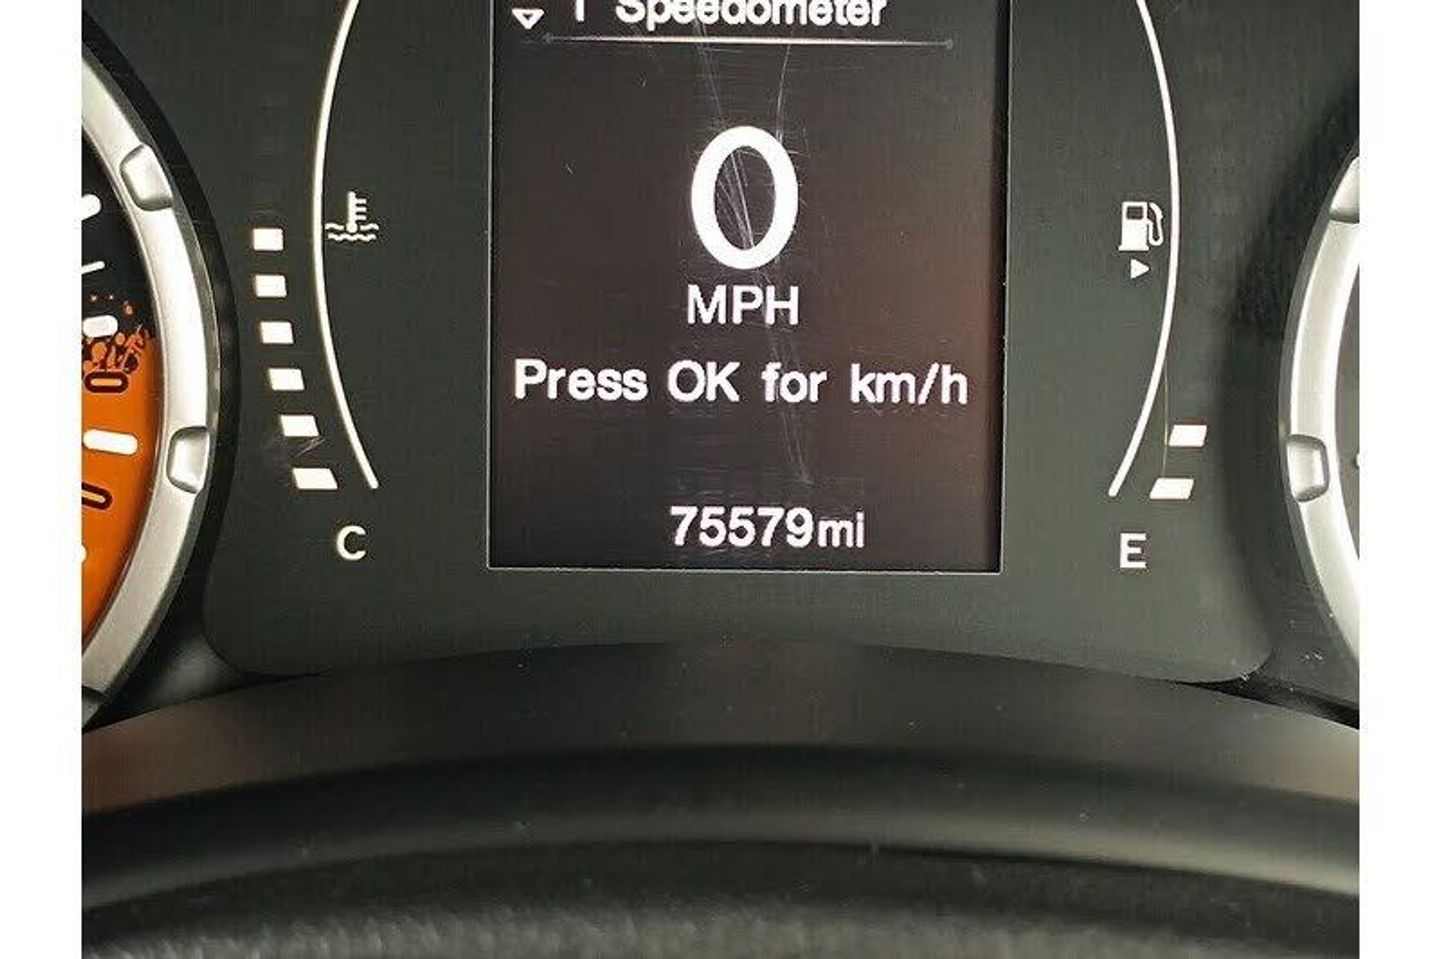 Speedometer
0
MPH
Press OK for km/h
75579mi
C
E